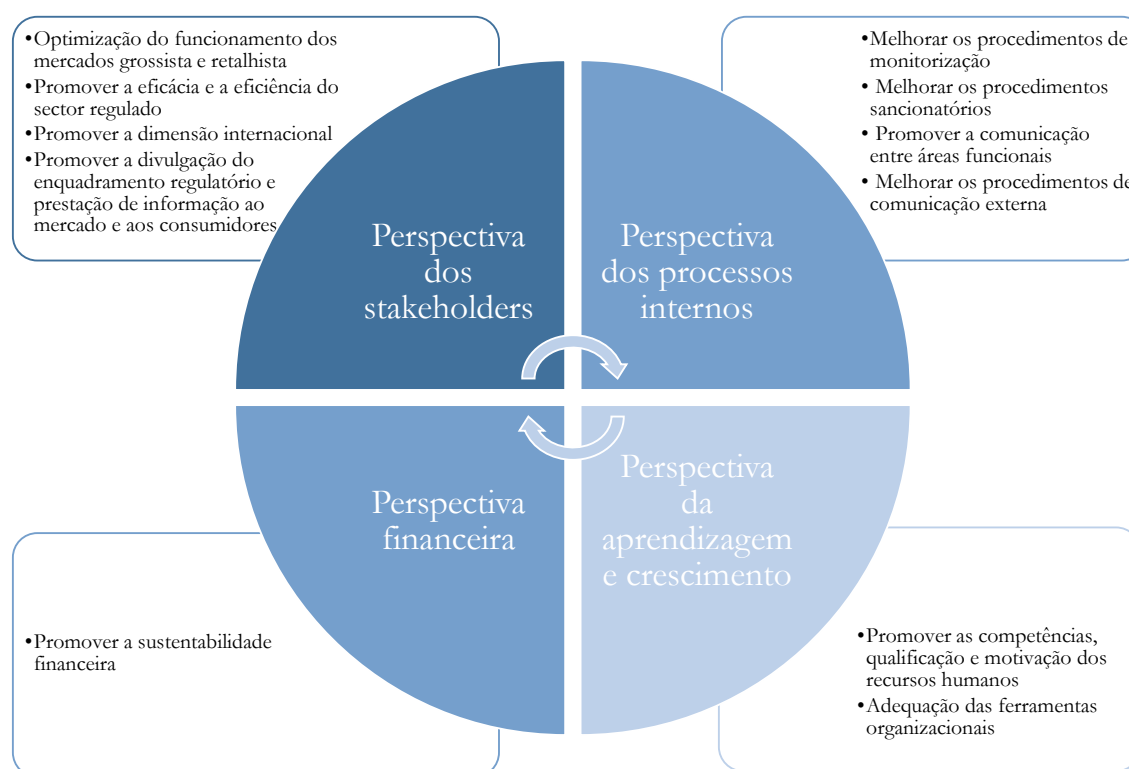 •Optimização do funcionamento dos
mercados grossista e retalhista
•Promover a eficácia e a eficiência do
sector regulado
•Promover a dimensão internacional
•Promover a divulgação do
enquadramento regulatório e
prestação de informação ao
mercado e aos consumidores
•Melhorar os procedimentos de
monitorização
• Melhorar os procedimentos
sancionatórios
• Promover a comunicação
entre áreas funcionais
• Melhorar os procedimentos de
comunicação externa
Perspectiva
dos
stakeholders
Perspectiva
dos processos
internos
Perspectiva
financeira
Perspectiva
da
aprendizagem
e crescimento
•Promover a sustentabilidade
financeira
•Promover as competências,
qualificação e motivação dos
recursos humanos
•Adequação das ferramentas
organizacionais